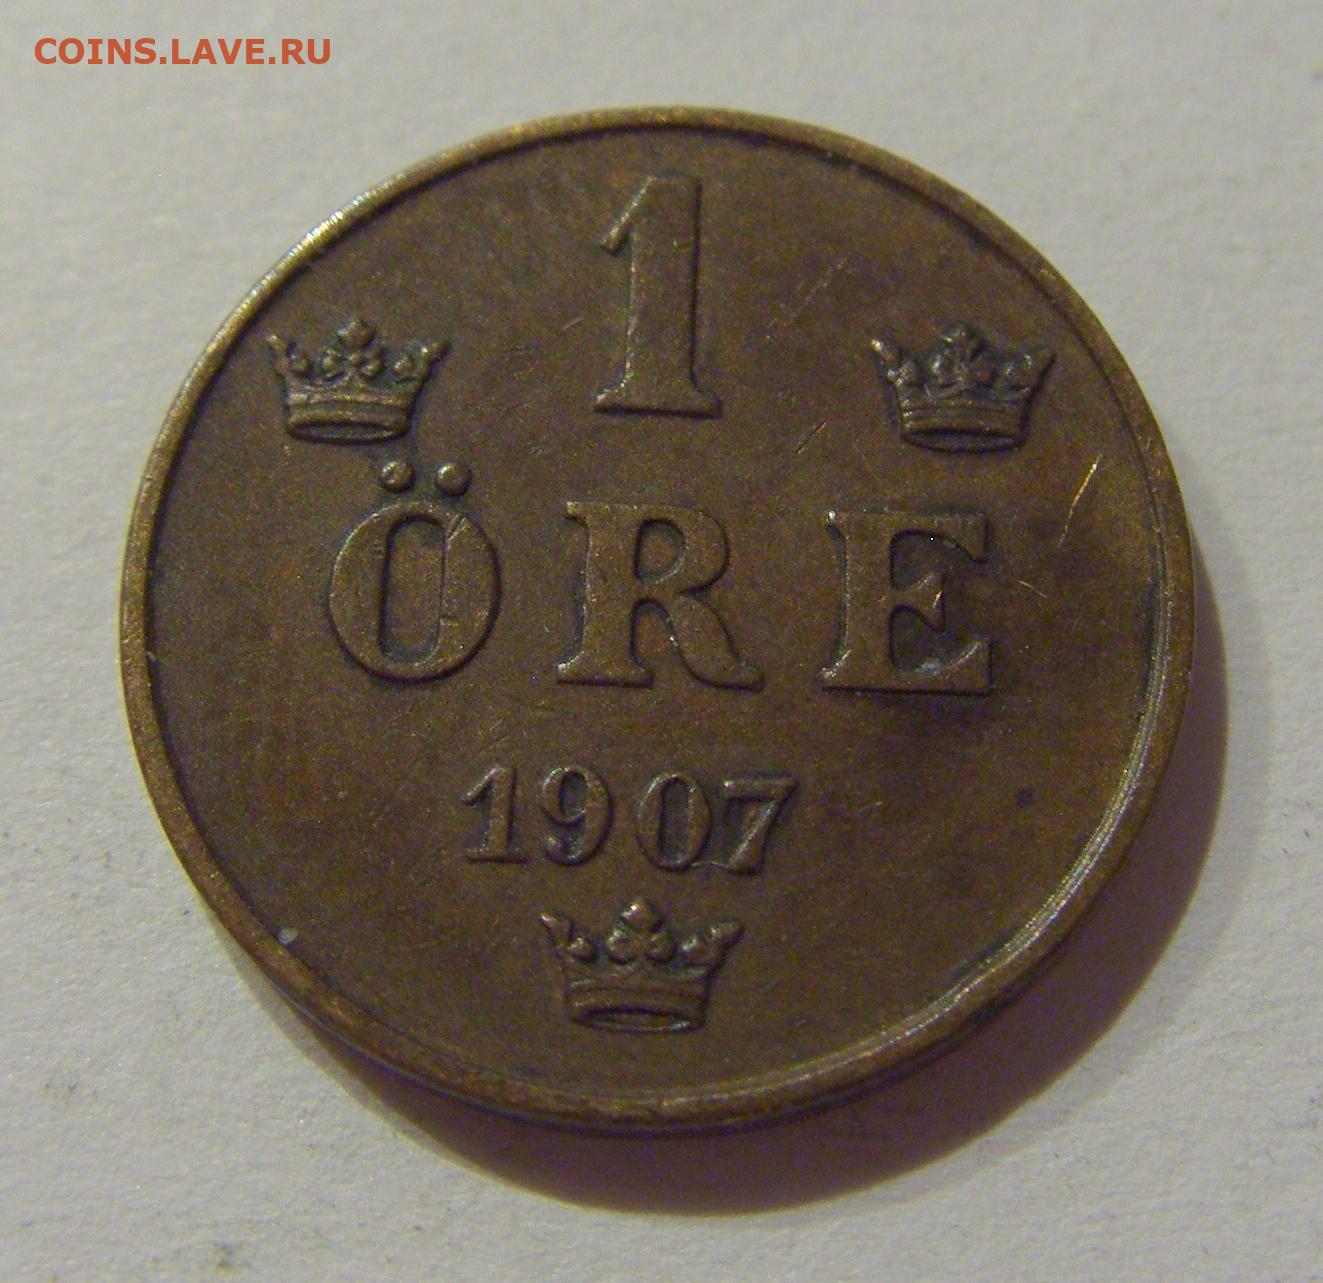 COINS.LAVE.RU
1
ÖRE
1907